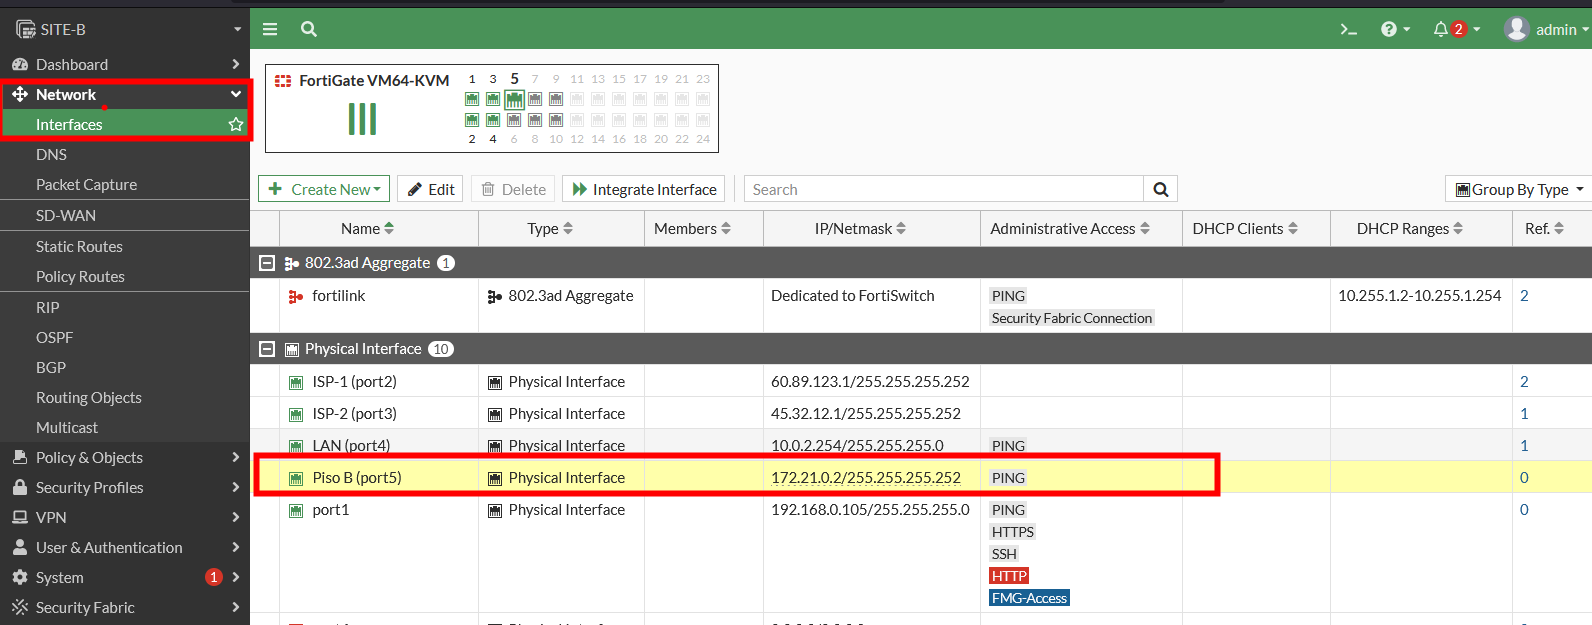 SITE-B
admin
2
Dashboard
Network
Interfaces
DNS
Packet Capture
SD-WAN
Static Routes
Policy Routes
RIP
OSPF
BGP
Routing Objects
Multicast
Policy & Objects
Security Profiles
VPN
User & Authentication
System 1
Security Fabric
FortiGate VM64-KVM
1 3 5 7 9 11 13 15 17 19 21 23
2 4 6 8 10 12 14 16 18 20 22 24
Create New Edit Delete Integrate Interface Search Group By Type
Name Type Members IP/Netmask Administrative Access DHCP Clients DHCP Ranges Ref.
802.3ad Aggregate 1
fortilink 802.3ad Aggregate Dedicated to FortiSwitch PING 10.255.1.2-10.255.1.254 2
Security Fabric Connection
Physical Interface 10
ISP-1 (port2) Physical Interface 60.89.123.1/255.255.255.252 2
ISP-2 (port3) Physical Interface 45.32.12.1/255.255.255.252 1
LAN (port4) Physical Interface 10.0.2.254/255.255.255.0 PING 1
Piso B (port5) Physical Interface 172.21.0.2/255.255.255.252 PING 0
port1 Physical Interface 192.168.0.105/255.255.255.0 PING 0
HTTPS
SSH
HTTP
FMG-Access